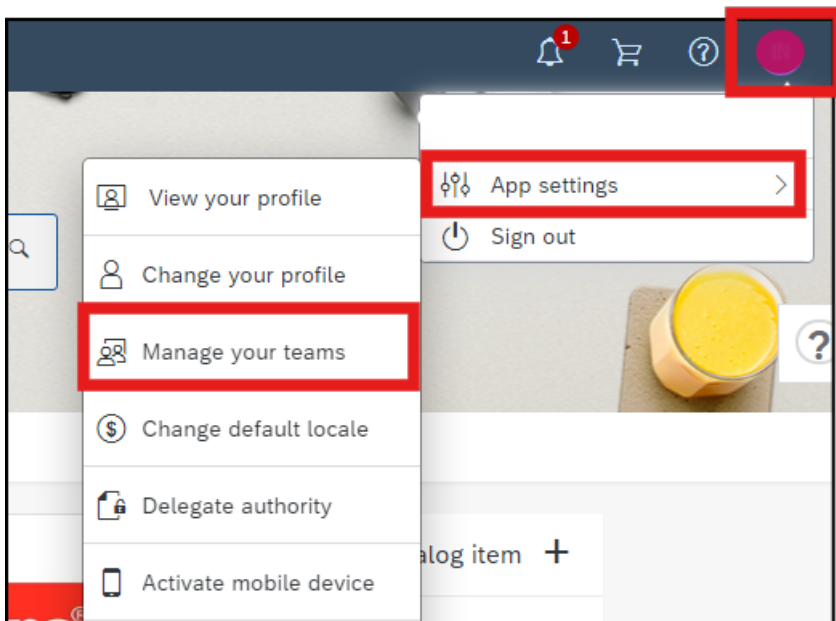 1
IN
App settings
Sign out
View your profile
Change your profile
Manage your teams
Change default locale
Delegate authority
Activate mobile device
alog item +
?
®